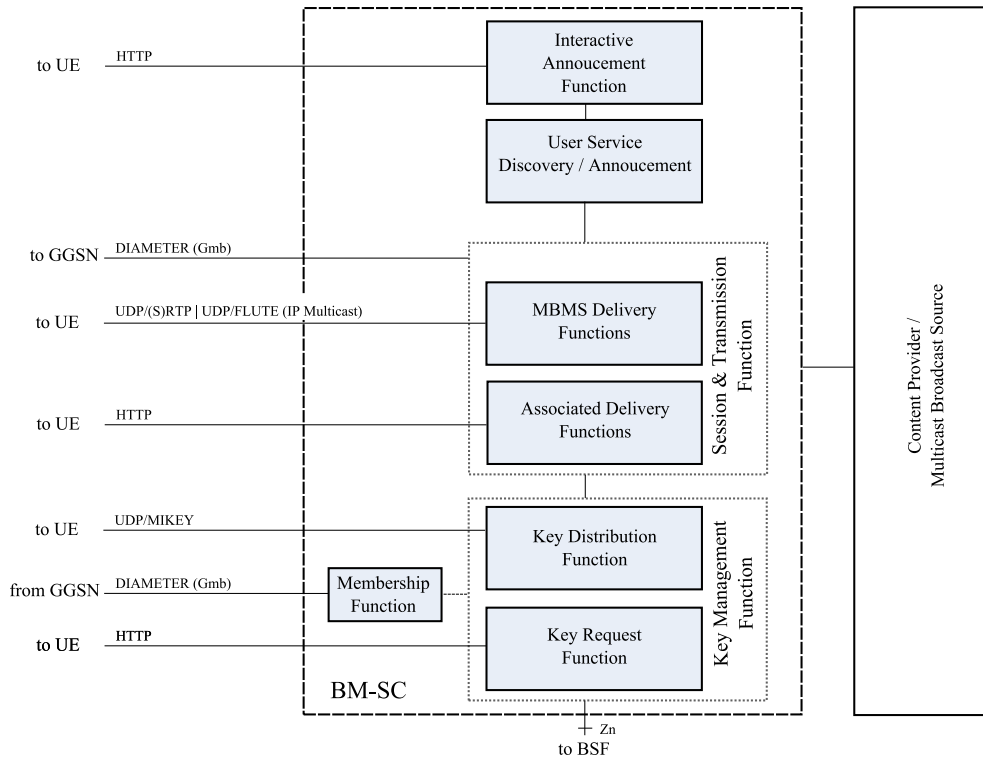 Interactive
Annoucement
Function
to UE
HTTP
User Service
Discovery / Annoucement
to GGSN
DIAMETER (Gmb)
to UE
UDP/(S)RTP | UDP/FLUTE (IP Multicast)
MBMS Delivery
Functions
to UE
HTTP
Associated Delivery
Functions
Session & Transmission
Function
to UE
UDP/MIKEY
Key Distribution
Function
from GGSN
DIAMETER (Gmb)
Membership
Function
to UE
HTTP
Key Request
Function
Key Management
Function
BM-SC
Zn
to BSF
Content Provider /
Multicast Broadcast Source